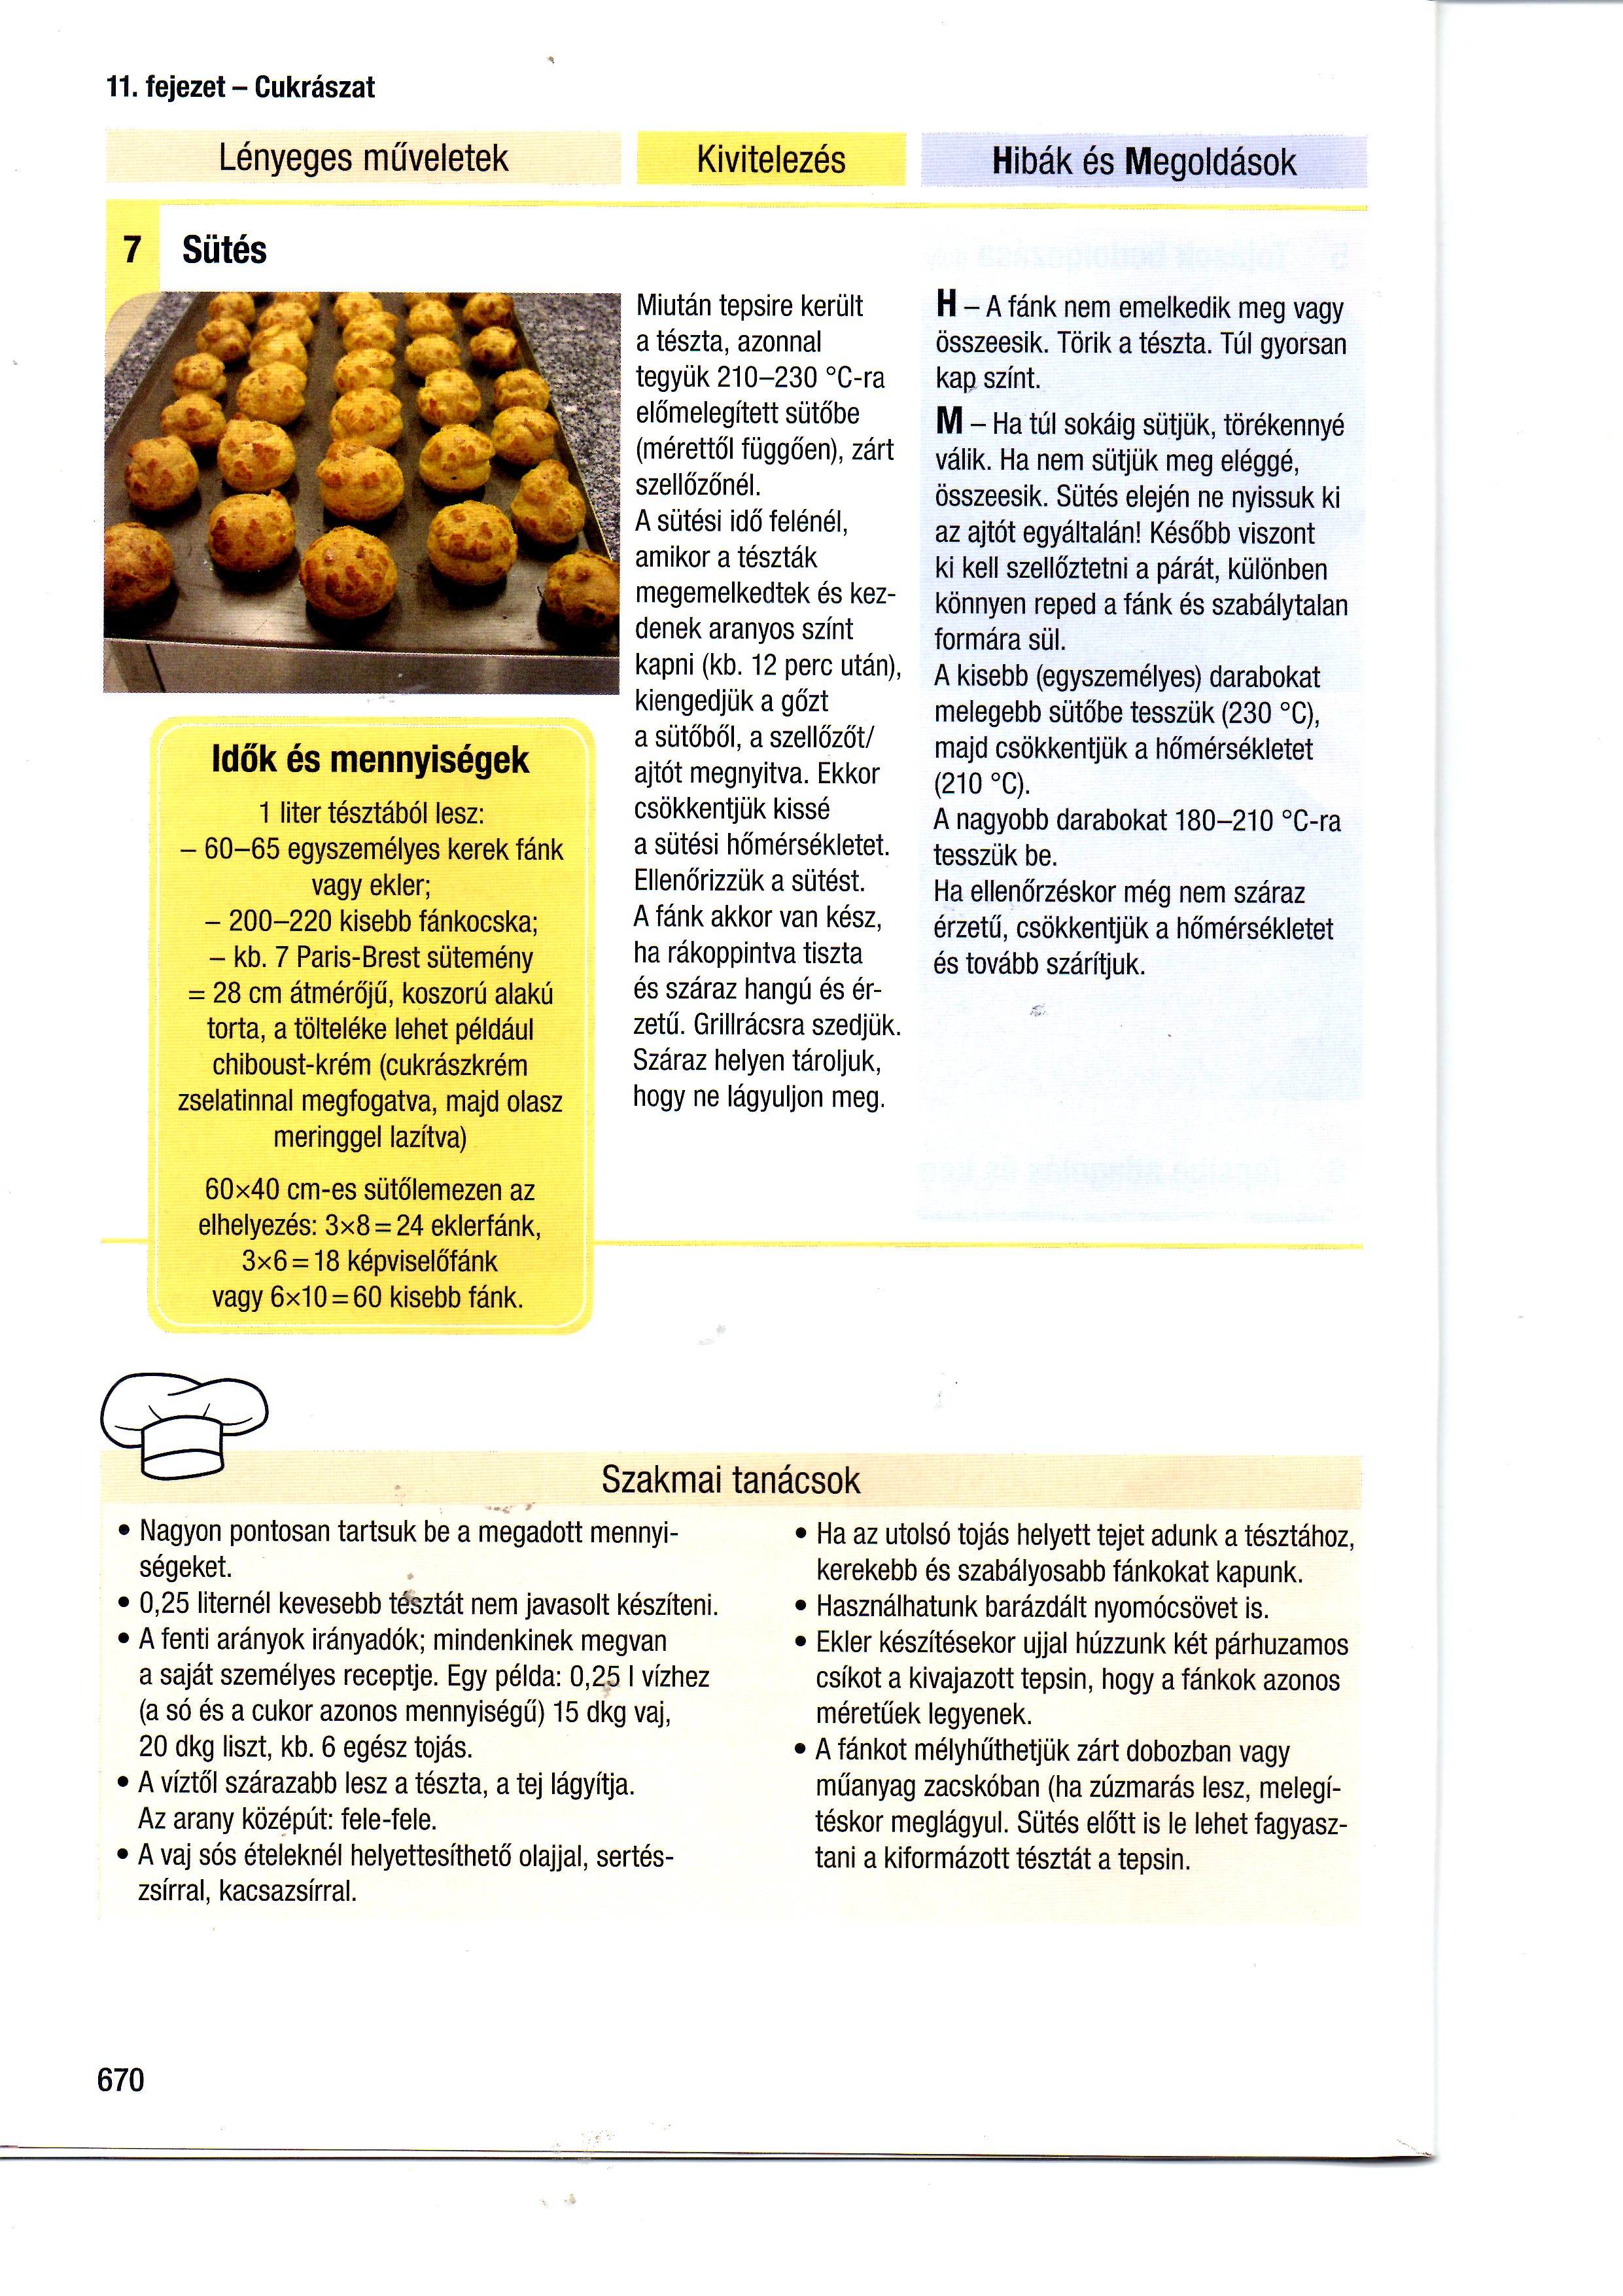 11. fejezet – Cukrászat
Lényeges műveletek
Kivitelezés
Hibák és Megoldások
7 Sütés
Miután tepsire került
a tészta, azonnal
tegyük 210–230 °C-ra
előmelegített sütőbe
(mérettől függően), zárt
szellőzőnél.
A sütési idő felénél,
amikor a tészták
megemelkedtek és kez-
denek aranyos színt
kapni (kb. 12 perc után),
kiengedjük a gőzt
a sütőből, a szellőzőt/
ajtót megnyitva. Ekkor
csökkentjük kissé
a sütési hőmérsékletet.
Ellenőrizzük a sütést.
A fánk akkor van kész,
ha rákoppintva tiszta
és száraz hangú és ér-
zetű. Grillrácsra szedjük.
Száraz helyen tároljuk,
hogy ne lágyuljon meg.
H – A fánk nem emelkedik meg vagy
összeesik. Törik a tészta. Túl gyorsan
kap színt.
M – Ha túl sokáig sütjük, törékennyé
válik. Ha nem sütjük meg eléggé,
összeesik. Sütés elején ne nyissuk ki
az ajtót egyáltalán! Később viszont
ki kell szellőztetni a párát, különben
könnyen reped a fánk és szabálytalan
formára sül.
A kisebb (egyszemélyes) darabokat
melegebb sütőbe tesszük (230 °C),
majd csökkentjük a hőmérsékletet
(210 °C).
A nagyobb darabokat 180–210 °C-ra
tesszük be.
Ha ellenőrzéskor még nem száraz
érzetű, csökkentjük a hőmérsékletet
és tovább szárítjuk.
Idők és mennyiségek
1 liter tésztából lesz:
– 60–65 egyszemélyes kerek fánk
vagy ekler;
– 200–220 kisebb fánkocska;
– kb. 7 Paris-Brest sütemény
= 28 cm átmérőjű, koszorú alakú
torta, a tölteléke lehet például
chiboust-krém (cukrászkrém
zselatinnal megfogatva, majd olasz
meringgel lazítva)
60x40 cm-es sütőlemezen az
elhelyezés: 3x8=24 eklerfánk,
3x6=18 képviselőfánk
vagy 6x10=60 kisebb fánk.
Szakmai tanácsok
• Nagyon pontosan tartsuk be a megadott mennyi-
ségeket.
• 0,25 liternél kevesebb tésztát nem javasolt készíteni.
• A fenti arányok irányadók; mindenkinek megvan
a saját személyes receptje. Egy példa: 0,25 l vízhez
(a só és a cukor azonos mennyiségű) 15 dkg vaj,
20 dkg liszt, kb. 6 egész tojás.
• A víztől szárazabb lesz a tészta, a tej lágyítja.
Az arany középút: fele-fele.
• A vaj sós ételeknél helyettesíthető olajjal, sertés-
zsírral, kacsazsírral.
• Ha az utolsó tojás helyett tejet adunk a tésztához,
kerekebb és szabályosabb fánkokat kapunk.
• Használhatunk barázdált nyomócsövet is.
• Ekler készítésekor ujjal húzzunk két párhuzamos
csíkot a kivajazott tepsin, hogy a fánkok azonos
méretűek legyenek.
• A fánkot mélyhűthetjük zárt dobozban vagy
műanyag zacskóban (ha zúzmarás lesz, melegí-
téskor meglágyul. Sütés előtt is le lehet fagyasz-
tani a kiformázott tésztát a tepsin.
670